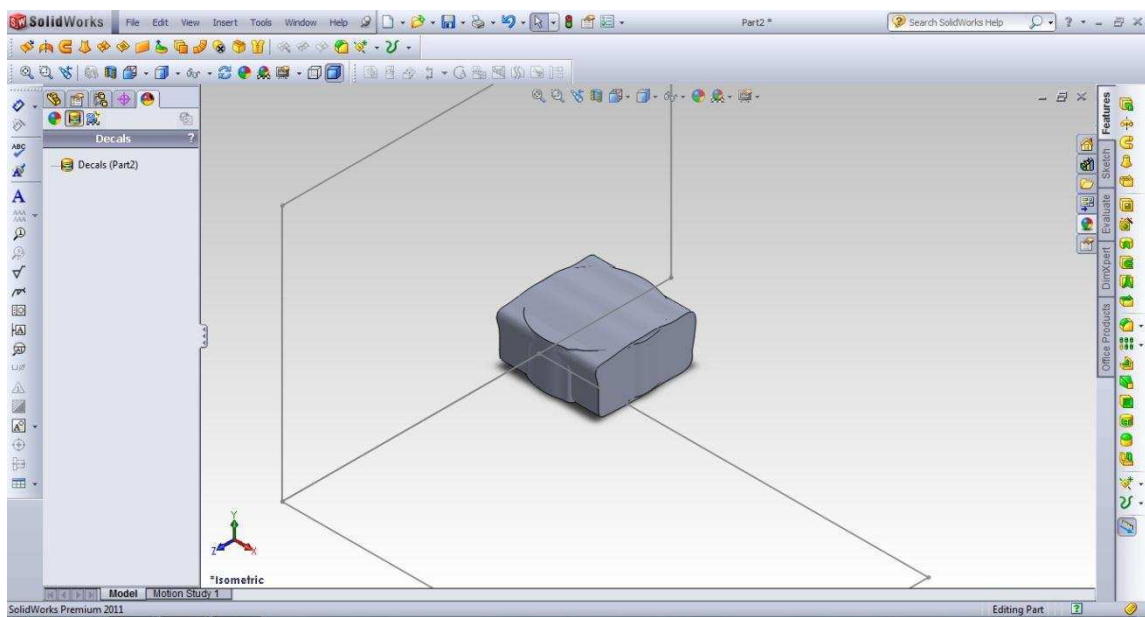 SolidWorks File Edit View Insert Tools Window Help Part2 * Search SolidWorks Help ?
Decals ?
ABC
Decals (Part2)
A
Features
Sketch
Evaluate
DimXpert
Office Products
Y
Z X
*Isometric
Model Motion Study 1
SolidWorks Premium 2011 Editing Part ?